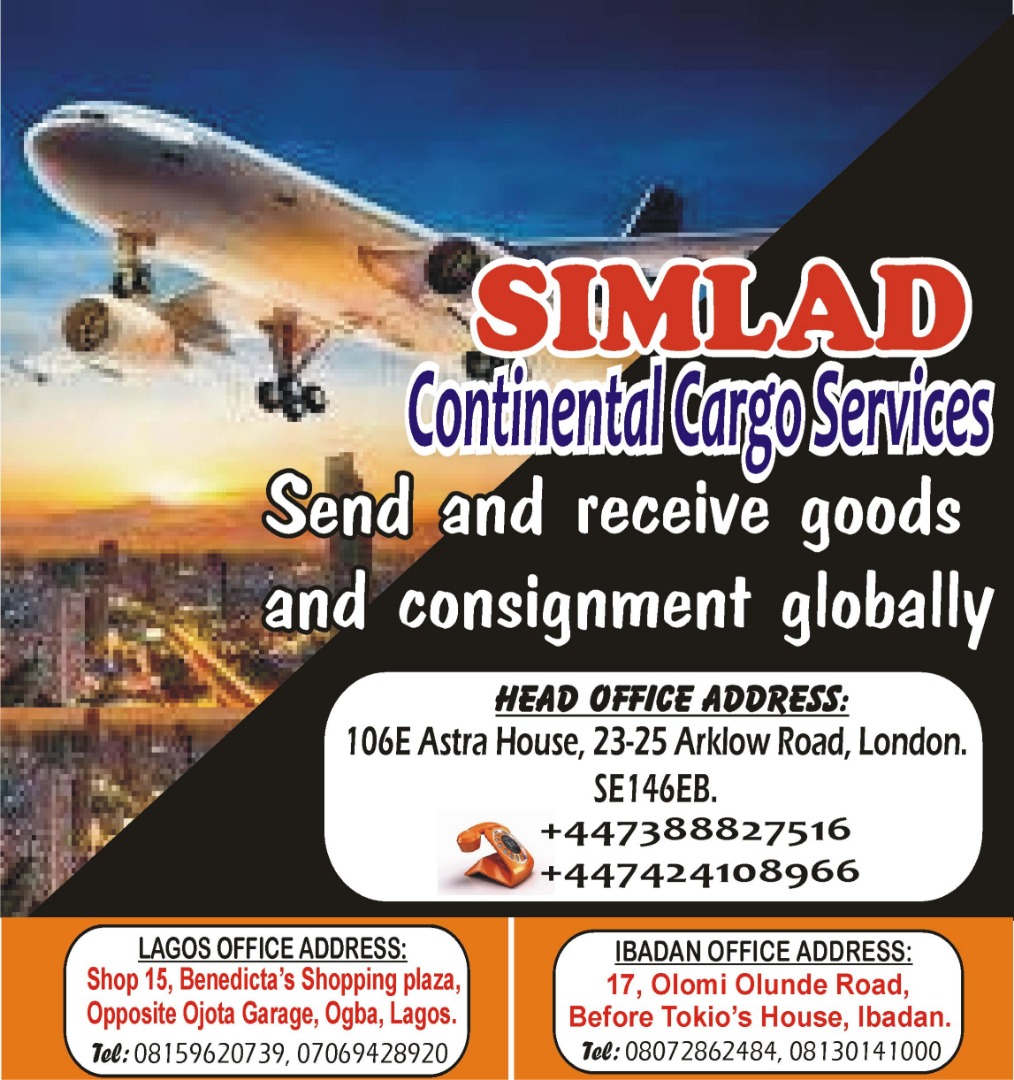 SIMLAD
Continental Cargo Services
Send and receive goods
and consignment globally
HEAD OFFICE ADDRESS:
106E Astra House, 23-25 Arklow Road, London.
SE146EB.
+447388827516
+447424108966
LAGOS OFFICE ADDRESS:
Shop 15, Benedicta's Shopping plaza,
Opposite Ojota Garage, Ogba, Lagos.
Tel: 08159620739, 07069428920
IBADAN OFFICE ADDRESS:
17, Olomi Olunde Road,
Before Tokio's House, Ibadan.
Tel: 08072862484, 08130141000